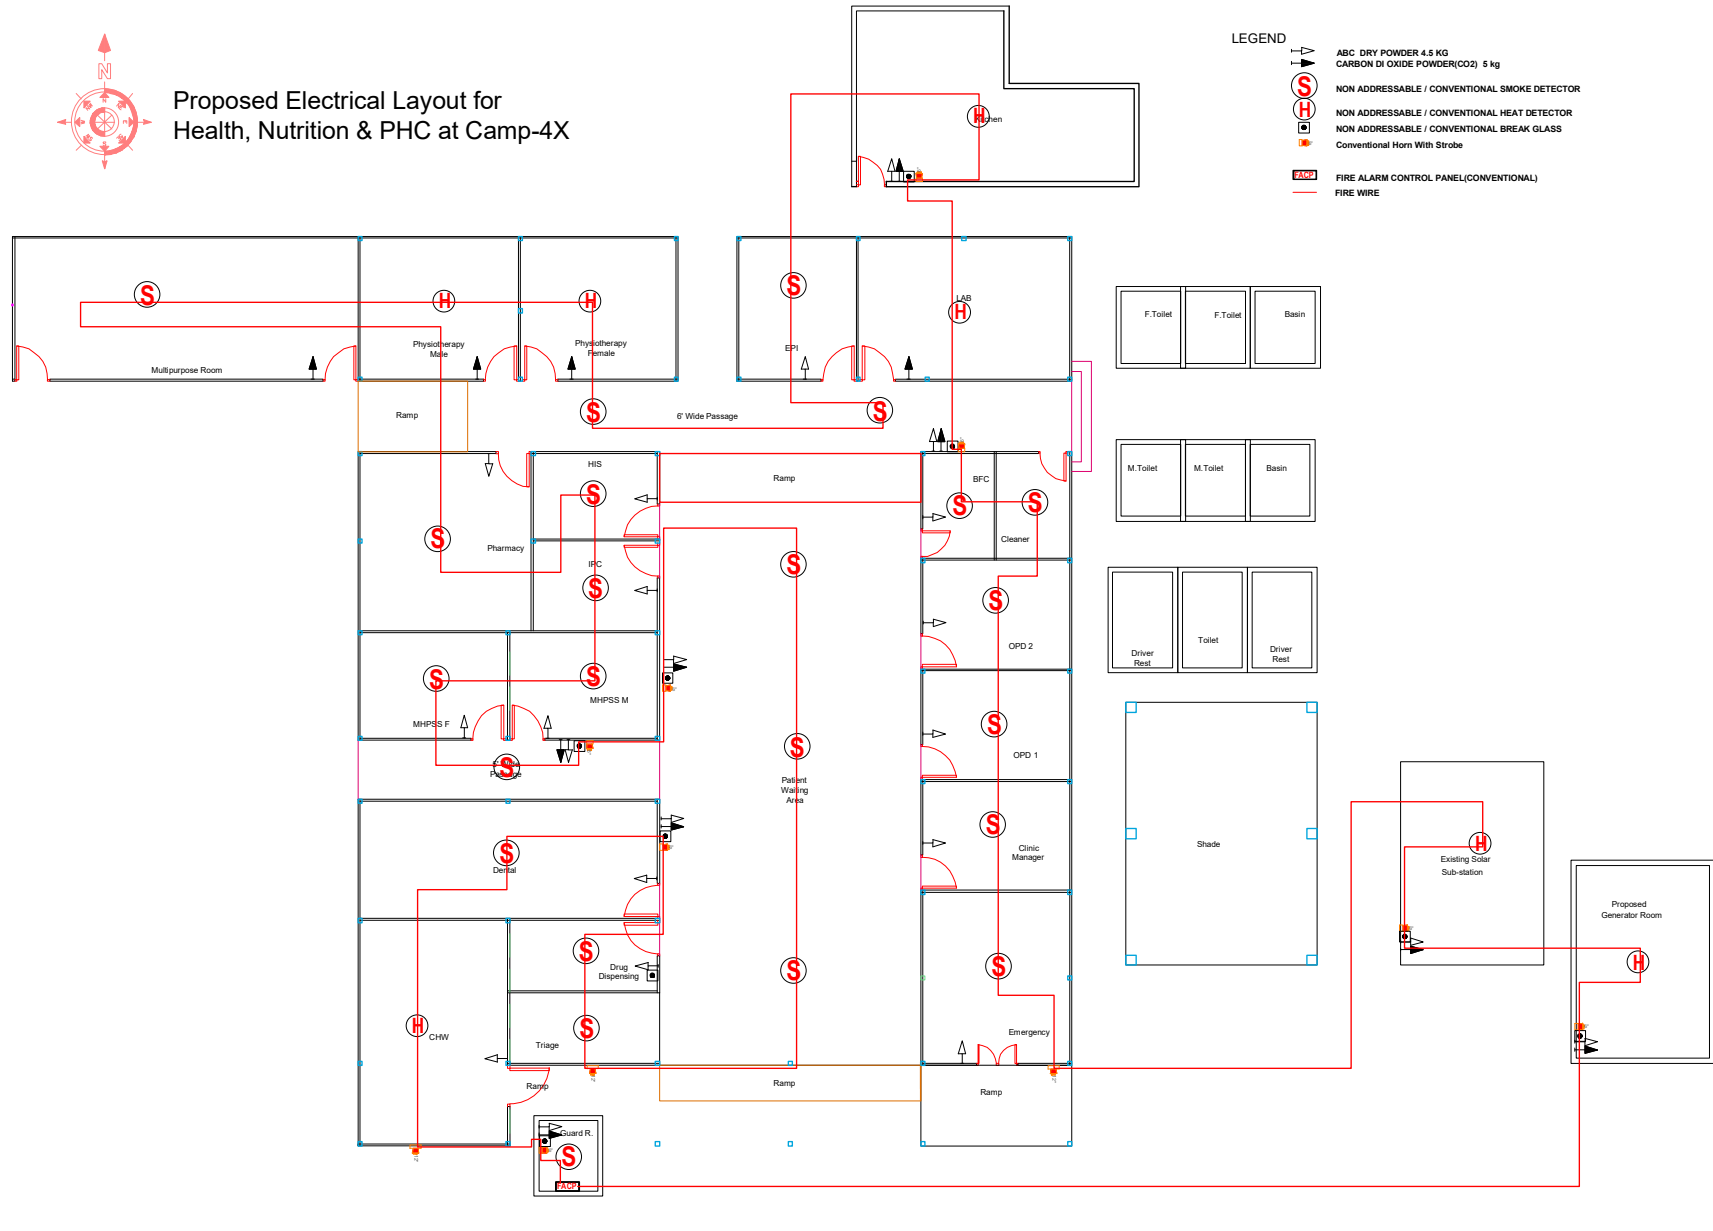 N
Proposed Electrical Layout for
Health, Nutrition & PHC at Camp-4X
LEGEND
ABC DRY POWDER 4.5 KG
CARBON DI OXIDE POWDER(CO2) 5 kg
S NON ADDRESSABLE / CONVENTIONAL SMOKE DETECTOR
H NON ADDRESSABLE / CONVENTIONAL HEAT DETECTOR
NON ADDRESSABLE / CONVENTIONAL BREAK GLASS
Conventional Horn With Strobe
FACP FIRE ALARM CONTROL PANEL(CONVENTIONAL)
FIRE WIRE
H
Kitchen
S
H
H
S
LAB
H
Physiotherapy
Male
Physiotherapy
Female
EPI
Multipurpose Room
F.Toilet
F.Toilet
Basin
Ramp
S
6' Wide Passage
S
HIS
S
Ramp
BFC
S
S
Cleaner
M.Toilet
M.Toilet
Basin
S
Pharmacy
IPC
S
S
S
OPD 2
Driver
Rest
Toilet
Driver
Rest
S
S
MHPSS M
MHPSS F
S
OPD 1
S
5' Wide
Passage
S
Patient
Waiting
Area
S
Clinic
Manager
Shade
H
Existing Solar
Sub-station
S
Dental
Proposed
Generator Room
H
S
Drug
Dispensing
S
S
H
CHW
S
Triage
Emergency
Ramp
Ramp
Ramp
Guard R.
S
FACP